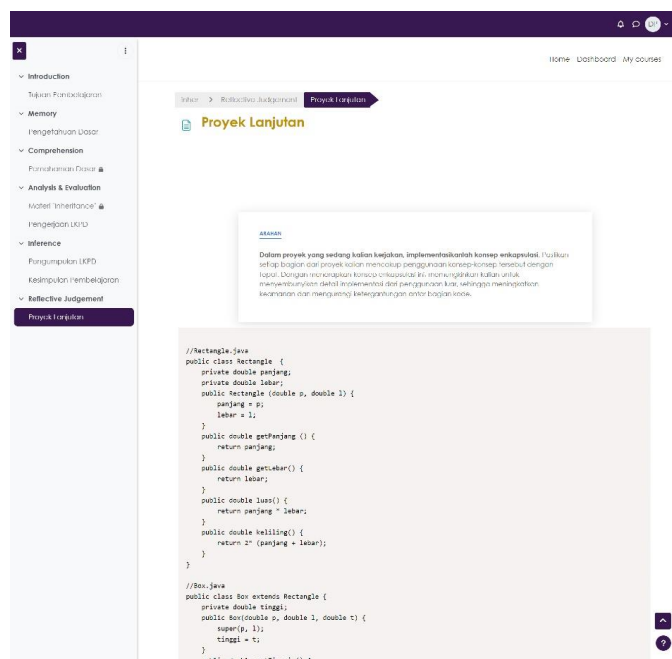 DP
Home Dashboard My courses
Introduction
Tujuan Pembelajaran
Memory
Pengetahuan Dasar
Comprehension
Pemahaman Dasar
Analysis & Evaluation
Materi "Inheritance"
Pengerjaan LKPD
Inference
Pengumpulan LKPD
Kesimpulan Pembelajaran
Reflective Judgement
Proyek Lanjutan
Inher Reflective Judgement Proyek Lanjutan
Proyek Lanjutan
ARAHAN
Dalam proyek yang sedang kalian kerjakan, implementasikanlah konsep enkapsulasi. Pastikan
setiap bagian dari proyek kalian mencakup penggunaan konsep-konsep tersebut dengan
tepat. Dengan menerapkan konsep enkapsulasi ini, memungkinkan kalian untuk
menyembunyikan detail implementasi dari penggunaan luar, sehingga meningkatkan
keamanan dan mengurangi ketergantungan antar bagian kode.
//Rectangle.java
public class Rectangle {
private double panjang;
private double lebar;
public Rectangle (double p, double l) {
panjang = p;
lebar = l;
}
public double getPanjang () {
return panjang;
}
public double getLebar() {
return lebar;
}
public double luas() {
return panjang * lebar;
}
public double keliling() {
return 2* (panjang + lebar);
}
}
//Box.java
public class Box extends Rectangle {
private double tinggi;
public Box(double p, double l, double t) {
super(p, l);
tinggi = t;
}